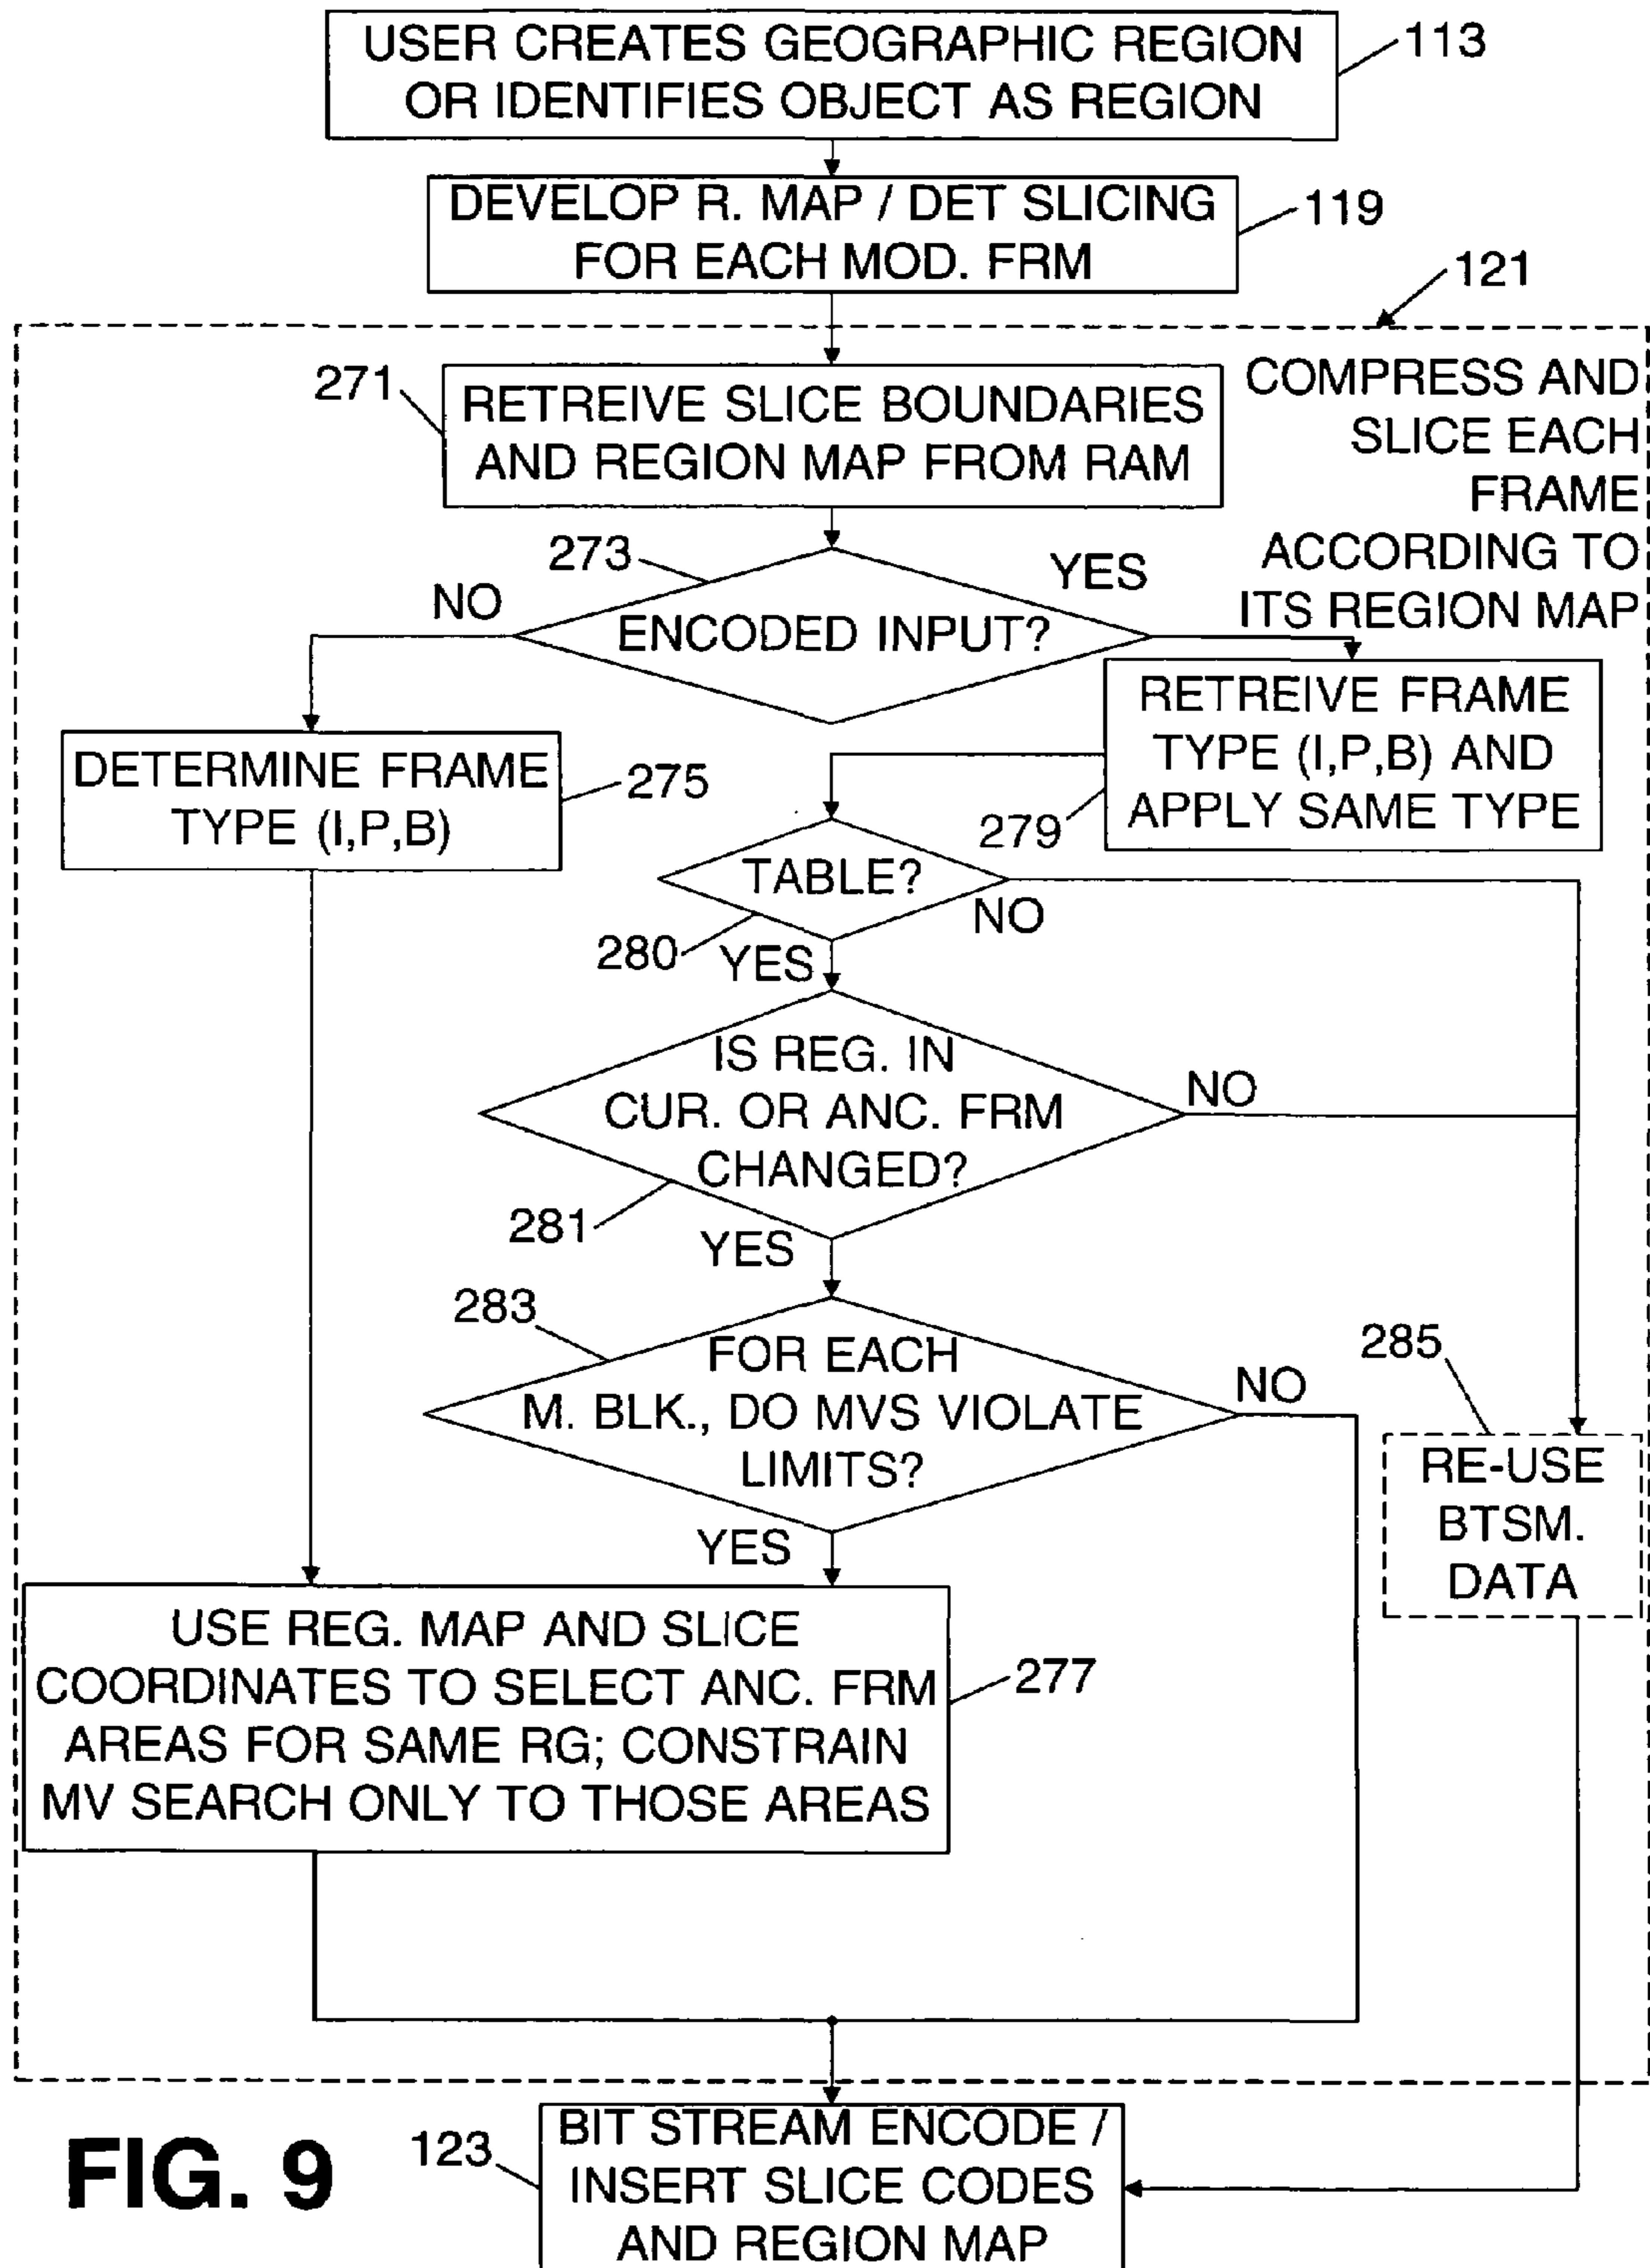 USER CREATES GEOGRAPHIC REGION
OR IDENTIFIES OBJECT AS REGION
113
DEVELOP R. MAP / DET SLICING
FOR EACH MOD. FRM
119
121
COMPRESS AND
SLICE EACH
FRAME
ACCORDING TO
ITS REGION MAP
271
RETREIVE SLICE BOUNDARIES
AND REGION MAP FROM RAM
273
NO
ENCODED INPUT?
YES
DETERMINE FRAME
TYPE (I,P,B)
275
RETREIVE FRAME
TYPE (I,P,B) AND
APPLY SAME TYPE
279
TABLE?
NO
280
YES
IS REG. IN
CUR. OR ANC. FRM
CHANGED?
NO
281
YES
283
FOR EACH
M. BLK., DO MVS VIOLATE
LIMITS?
NO
YES
285
RE-USE
BTSM.
DATA
USE REG. MAP AND SLICE
COORDINATES TO SELECT ANC. FRM
AREAS FOR SAME RG; CONSTRAIN
MV SEARCH ONLY TO THOSE AREAS
277
FIG. 9
123
BIT STREAM ENCODE /
INSERT SLICE CODES
AND REGION MAP